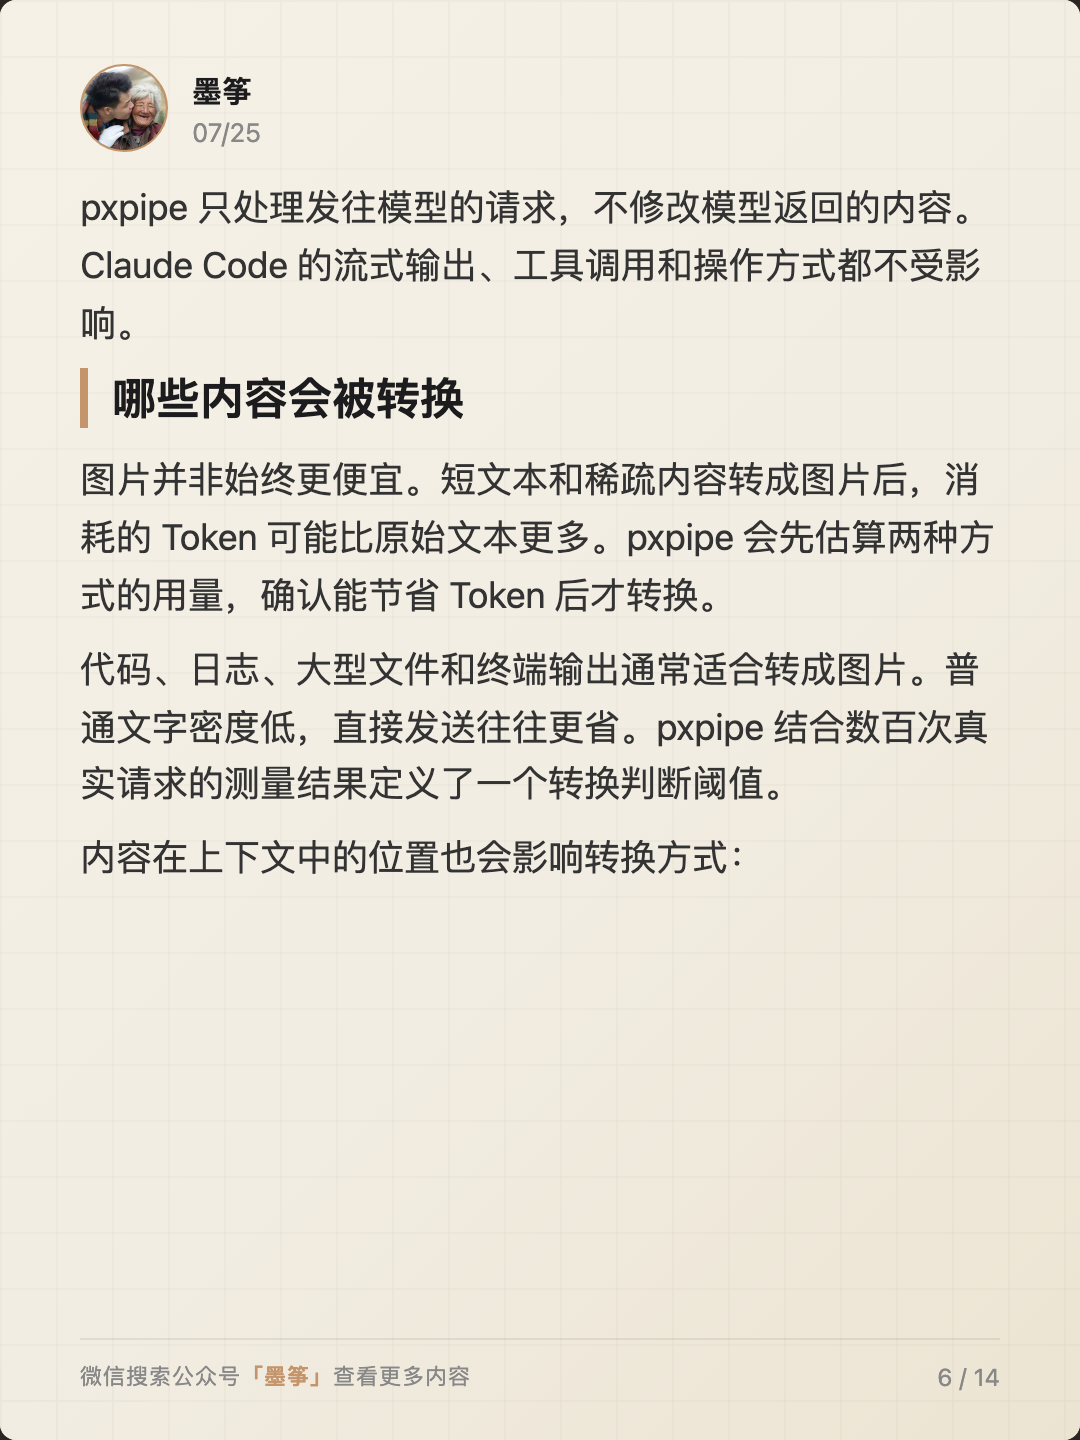 墨筝
07/25
pxpipe 只处理发往模型的请求，不修改模型返回的内容。
Claude Code 的流式输出、工具调用和操作方式都不受影
响。
哪些内容会被转换
图片并非始终更便宜。短文本和稀疏内容转成图片后，消
耗的 Token 可能比原始文本更多。pxpipe 会先估算两种方
式的用量，确认能节省 Token 后才转换。
代码、日志、大型文件和终端输出通常适合转成图片。普
通文字密度低，直接发送往往更省。pxpipe 结合数百次真
实请求的测量结果定义了一个转换判断阈值。
内容在上下文中的位置也会影响转换方式：
微信搜索公众号「墨筝」查看更多内容
6 / 14